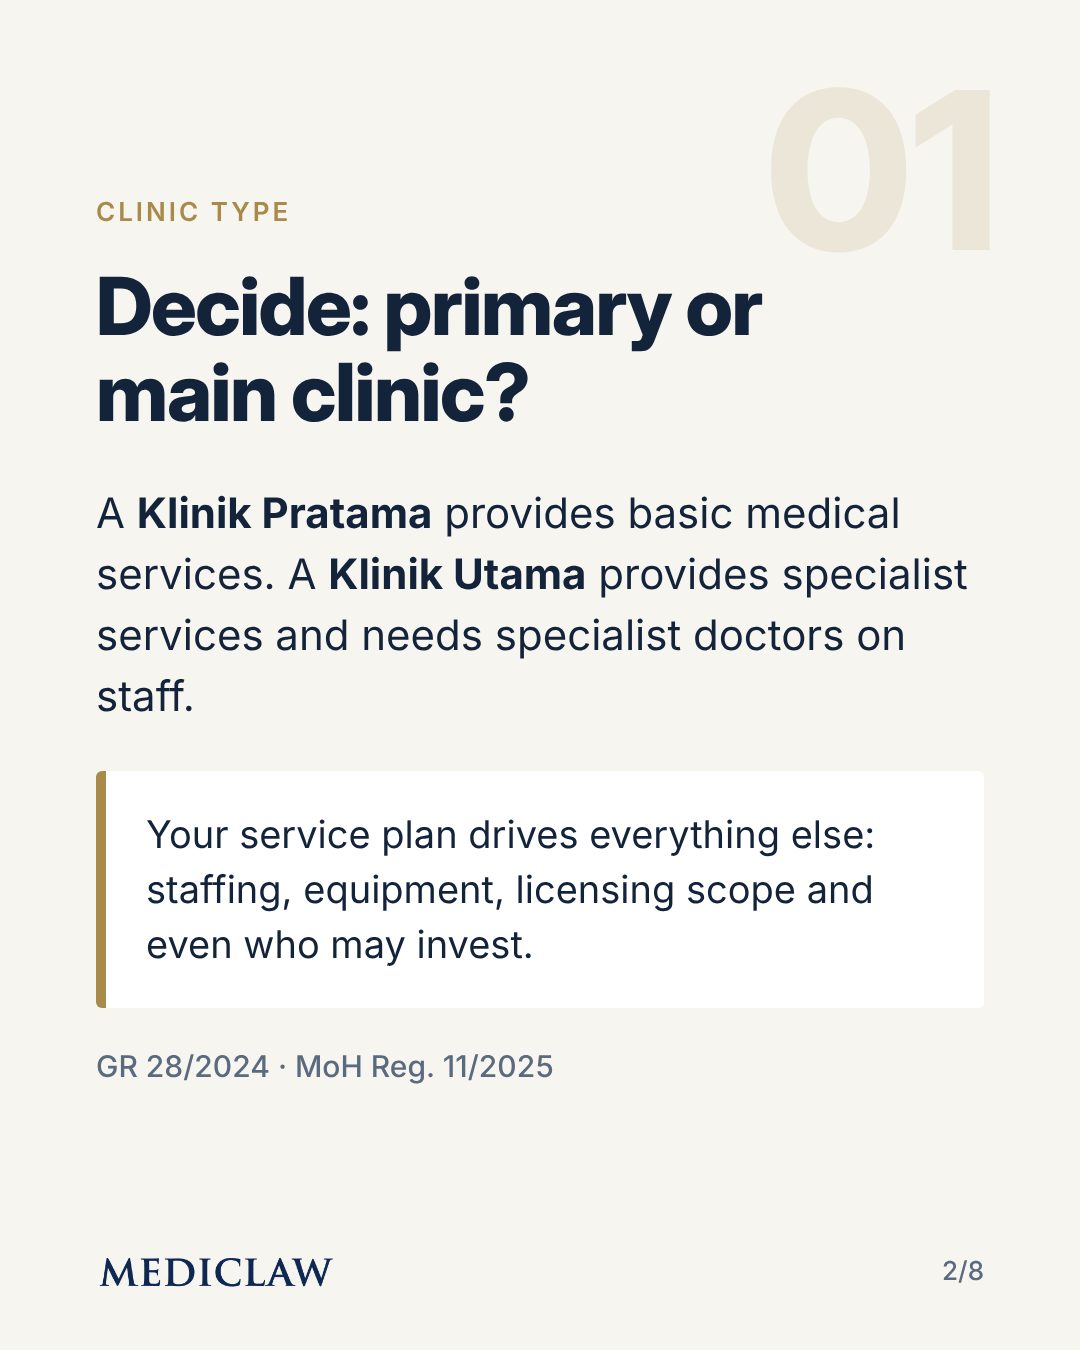 01
CLINIC TYPE
Decide: primary or
main clinic?
A Klinik Pratama provides basic medical
services. A Klinik Utama provides specialist
services and needs specialist doctors on
staff.
Your service plan drives everything else:
staffing, equipment, licensing scope and
even who may invest.
GR 28/2024 · MoH Reg. 11/2025
MEDICLAW
2/8